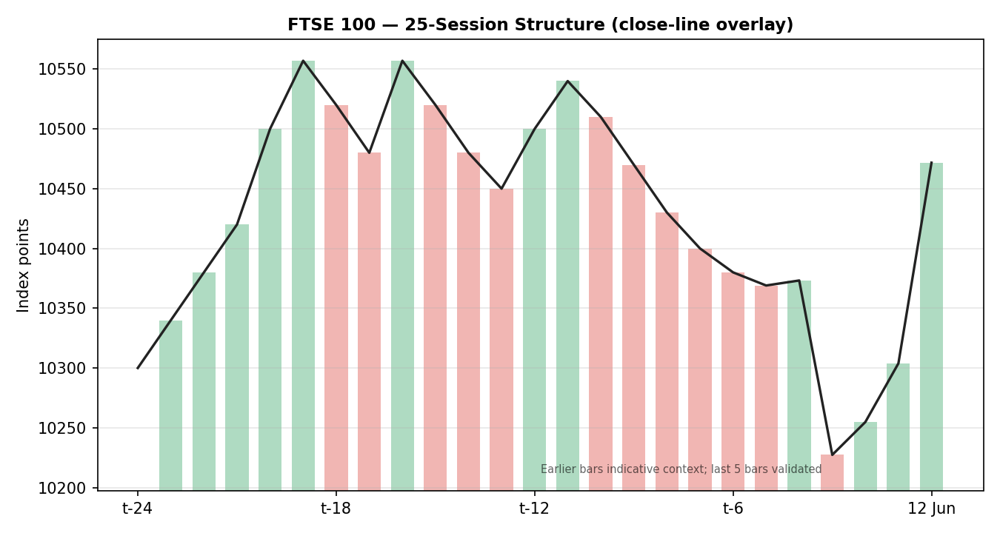 FTSE 100 — 25-Session Structure (close-line overlay)
Index points
10550
10500
10450
10400
10350
10300
10250
10200
Earlier bars indicative context; last 5 bars validated
t-24 t-18 t-12 t-6 12 Jun